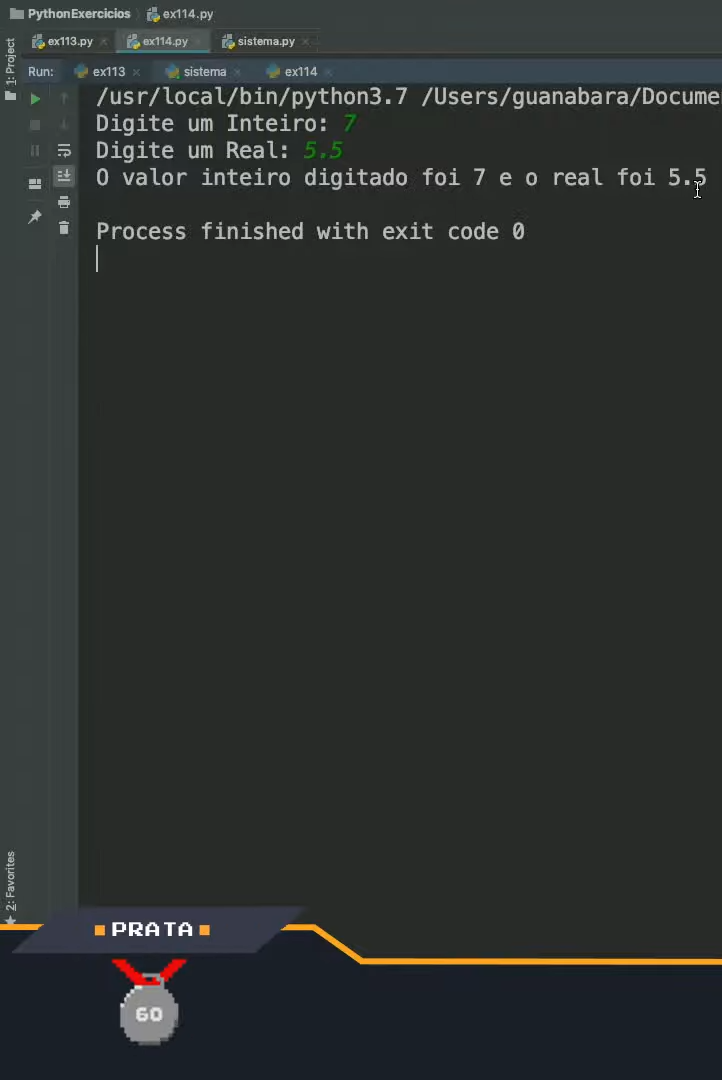 PythonExercicios ex114.py
ex113.py ex114.py sistema.py
1: Project
Run: ex113 sistema ex114
/usr/local/bin/python3.7 /Users/guanabara/Docume
Digite um Inteiro: 7
Digite um Real: 5.5
O valor inteiro digitado foi 7 e o real foi 5.5
Process finished with exit code 0
2: Favorites
PRATA
60